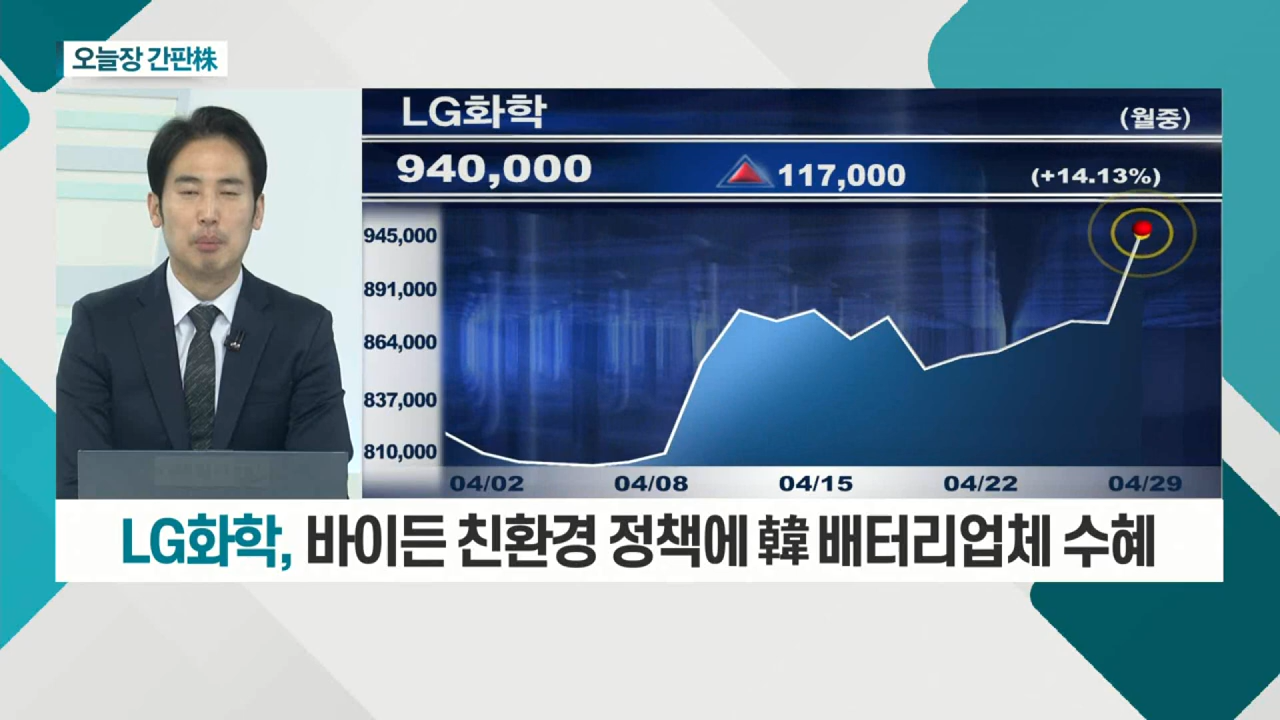 오늘장 간판株
LG화학
(월중)
940,000 117,000 (+14.13%)
945,000
891,000
864,000
837,000
810,000
04/02 04/08 04/15 04/22 04/29
LG화학, 바이든 친환경 정책에 韓 배터리업체 수혜